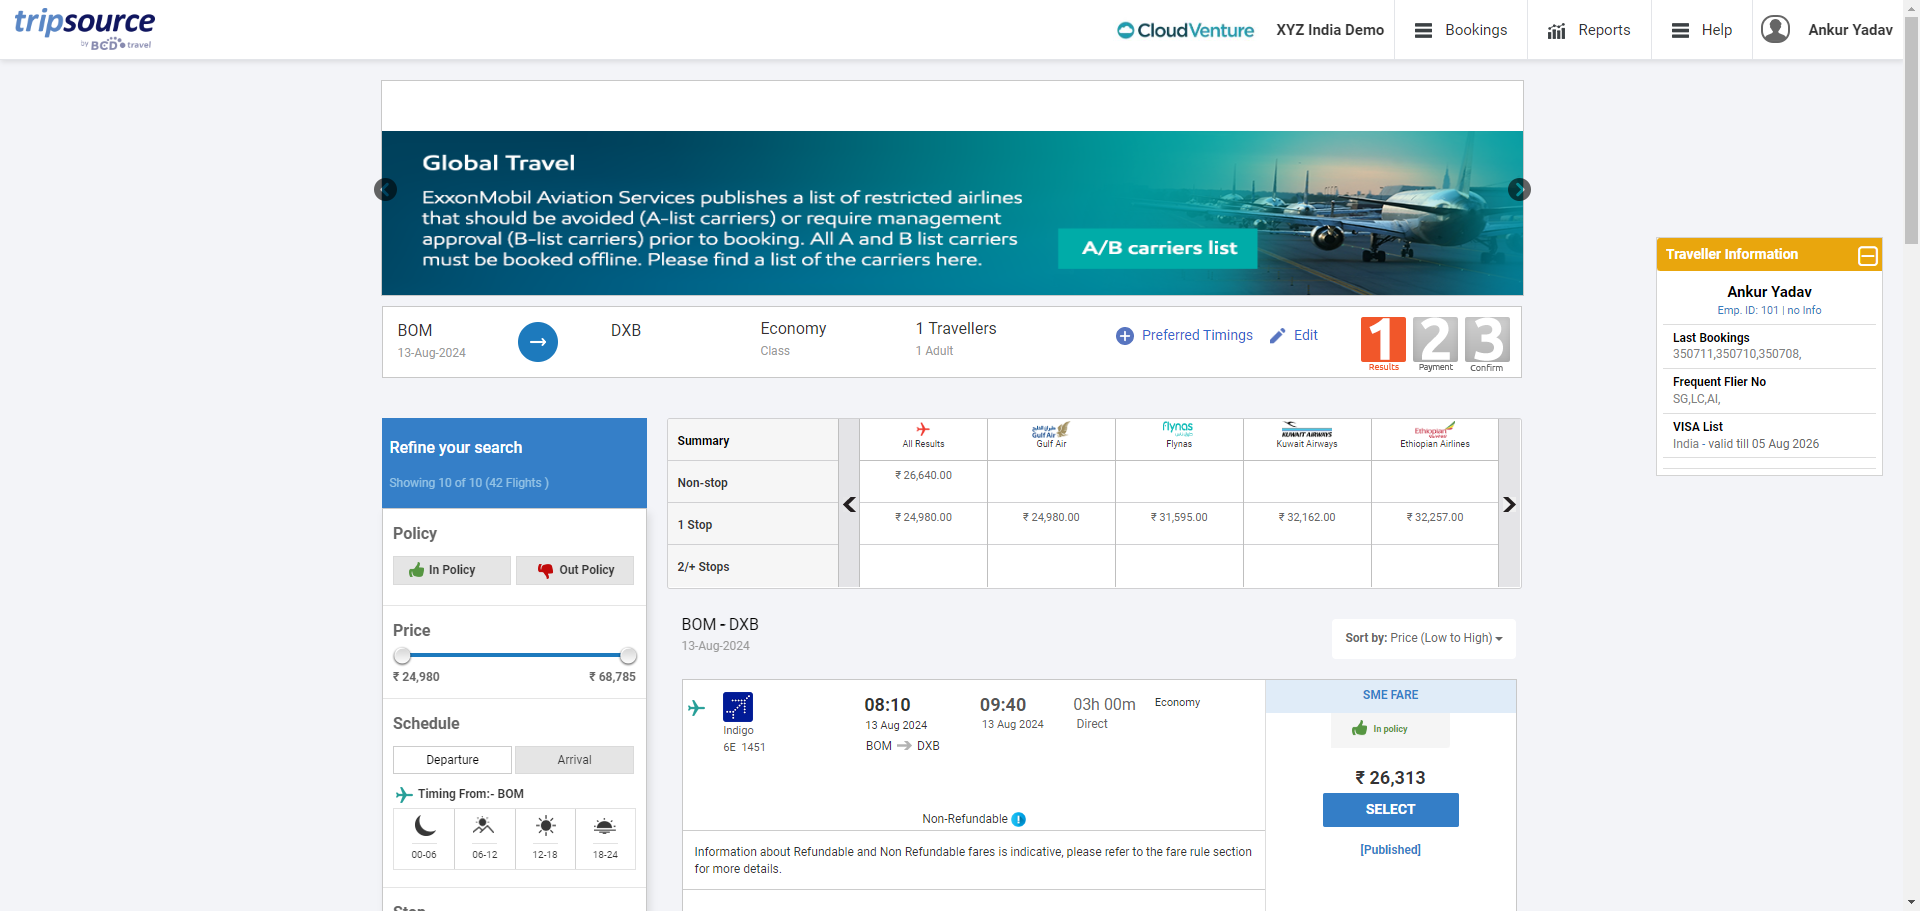 tripsource
by BCD travel
CloudVenture
XYZ India Demo
Bookings
Reports
Help
Ankur Yadav
Global Travel
ExxonMobil Aviation Services publishes a list of restricted airlines
that should be avoided (A-list carriers) or require management
approval (B-list carriers) prior to booking. All A and B list carriers
must be booked offline. Please find a list of the carriers here.
A/B carriers list
Traveller Information
Ankur Yadav
Emp. ID: 101 | no Info
Last Bookings
350711,350710,350708,
Frequent Flier No
SG,LC,AI,
VISA List
India - valid till 05 Aug 2026
BOM
13-Aug-2024
DXB
Economy
Class
1 Travellers
1 Adult
Preferred Timings
Edit
1 2 3
Results Payment Confirm
Refine your search
Showing 10 of 10 (42 Flights )
Policy
In Policy
Out Policy
Price
₹ 24,980
₹ 68,785
Schedule
Departure
Arrival
Timing From:- BOM
00-06
06-12
12-18
18-24
Stop
Summary
All Results
Gulf Air
Gulf Air
flynas
Flynas
KUWAIT AIRWAYS
Kuwait Airways
Ethiopian
Ethiopian Airlines
Non-stop
₹ 26,640.00
1 Stop
₹ 24,980.00
₹ 24,980.00
₹ 31,595.00
₹ 32,162.00
₹ 32,257.00
2/+ Stops
BOM - DXB
13-Aug-2024
Sort by: Price (Low to High)
Indigo
6E 1451
08:10
13 Aug 2024
BOM DXB
09:40
13 Aug 2024
03h 00m
Direct
Economy
Non-Refundable
Information about Refundable and Non Refundable fares is indicative, please refer to the fare rule section
for more details.
SME FARE
In policy
₹ 26,313
SELECT
[Published]